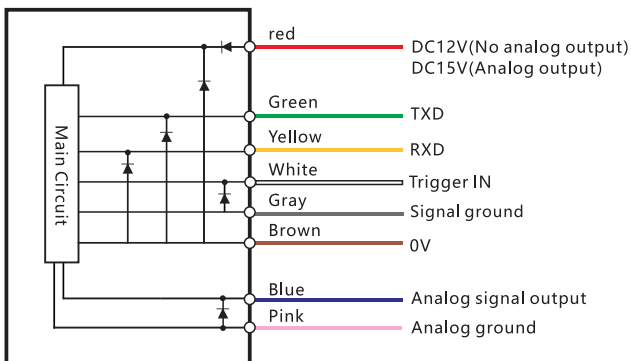 red
DC12V(No analog output)
DC15V(Analog output)
Green
TXD
Yellow
RXD
White
Trigger IN
Gray
Signal ground
Brown
0V
Blue
Analog signal output
Pink
Analog ground
Main Circuit